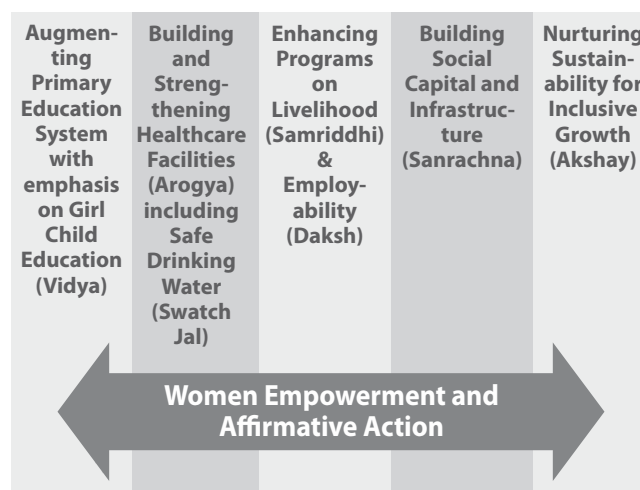 Augmen-
ting
Primary
Education
System
with
emphasis
on Girl
Child
Education
(Vidya)
Building
and
Streng-
thening
Healthcare
Facilities
(Arogya)
including
Safe
Drinking
Water
(Swatch
Jal)
Enhancing
Programs
on
Livelihood
(Samriddhi)
&
Employ-
ability
(Daksh)
Building
Social
Capital and
Infrastruc-
ture
(Sanrachna)
Nurturing
Sustain-
ability for
Inclusive
Growth
(Akshay)
Women Empowerment and
Affirmative Action